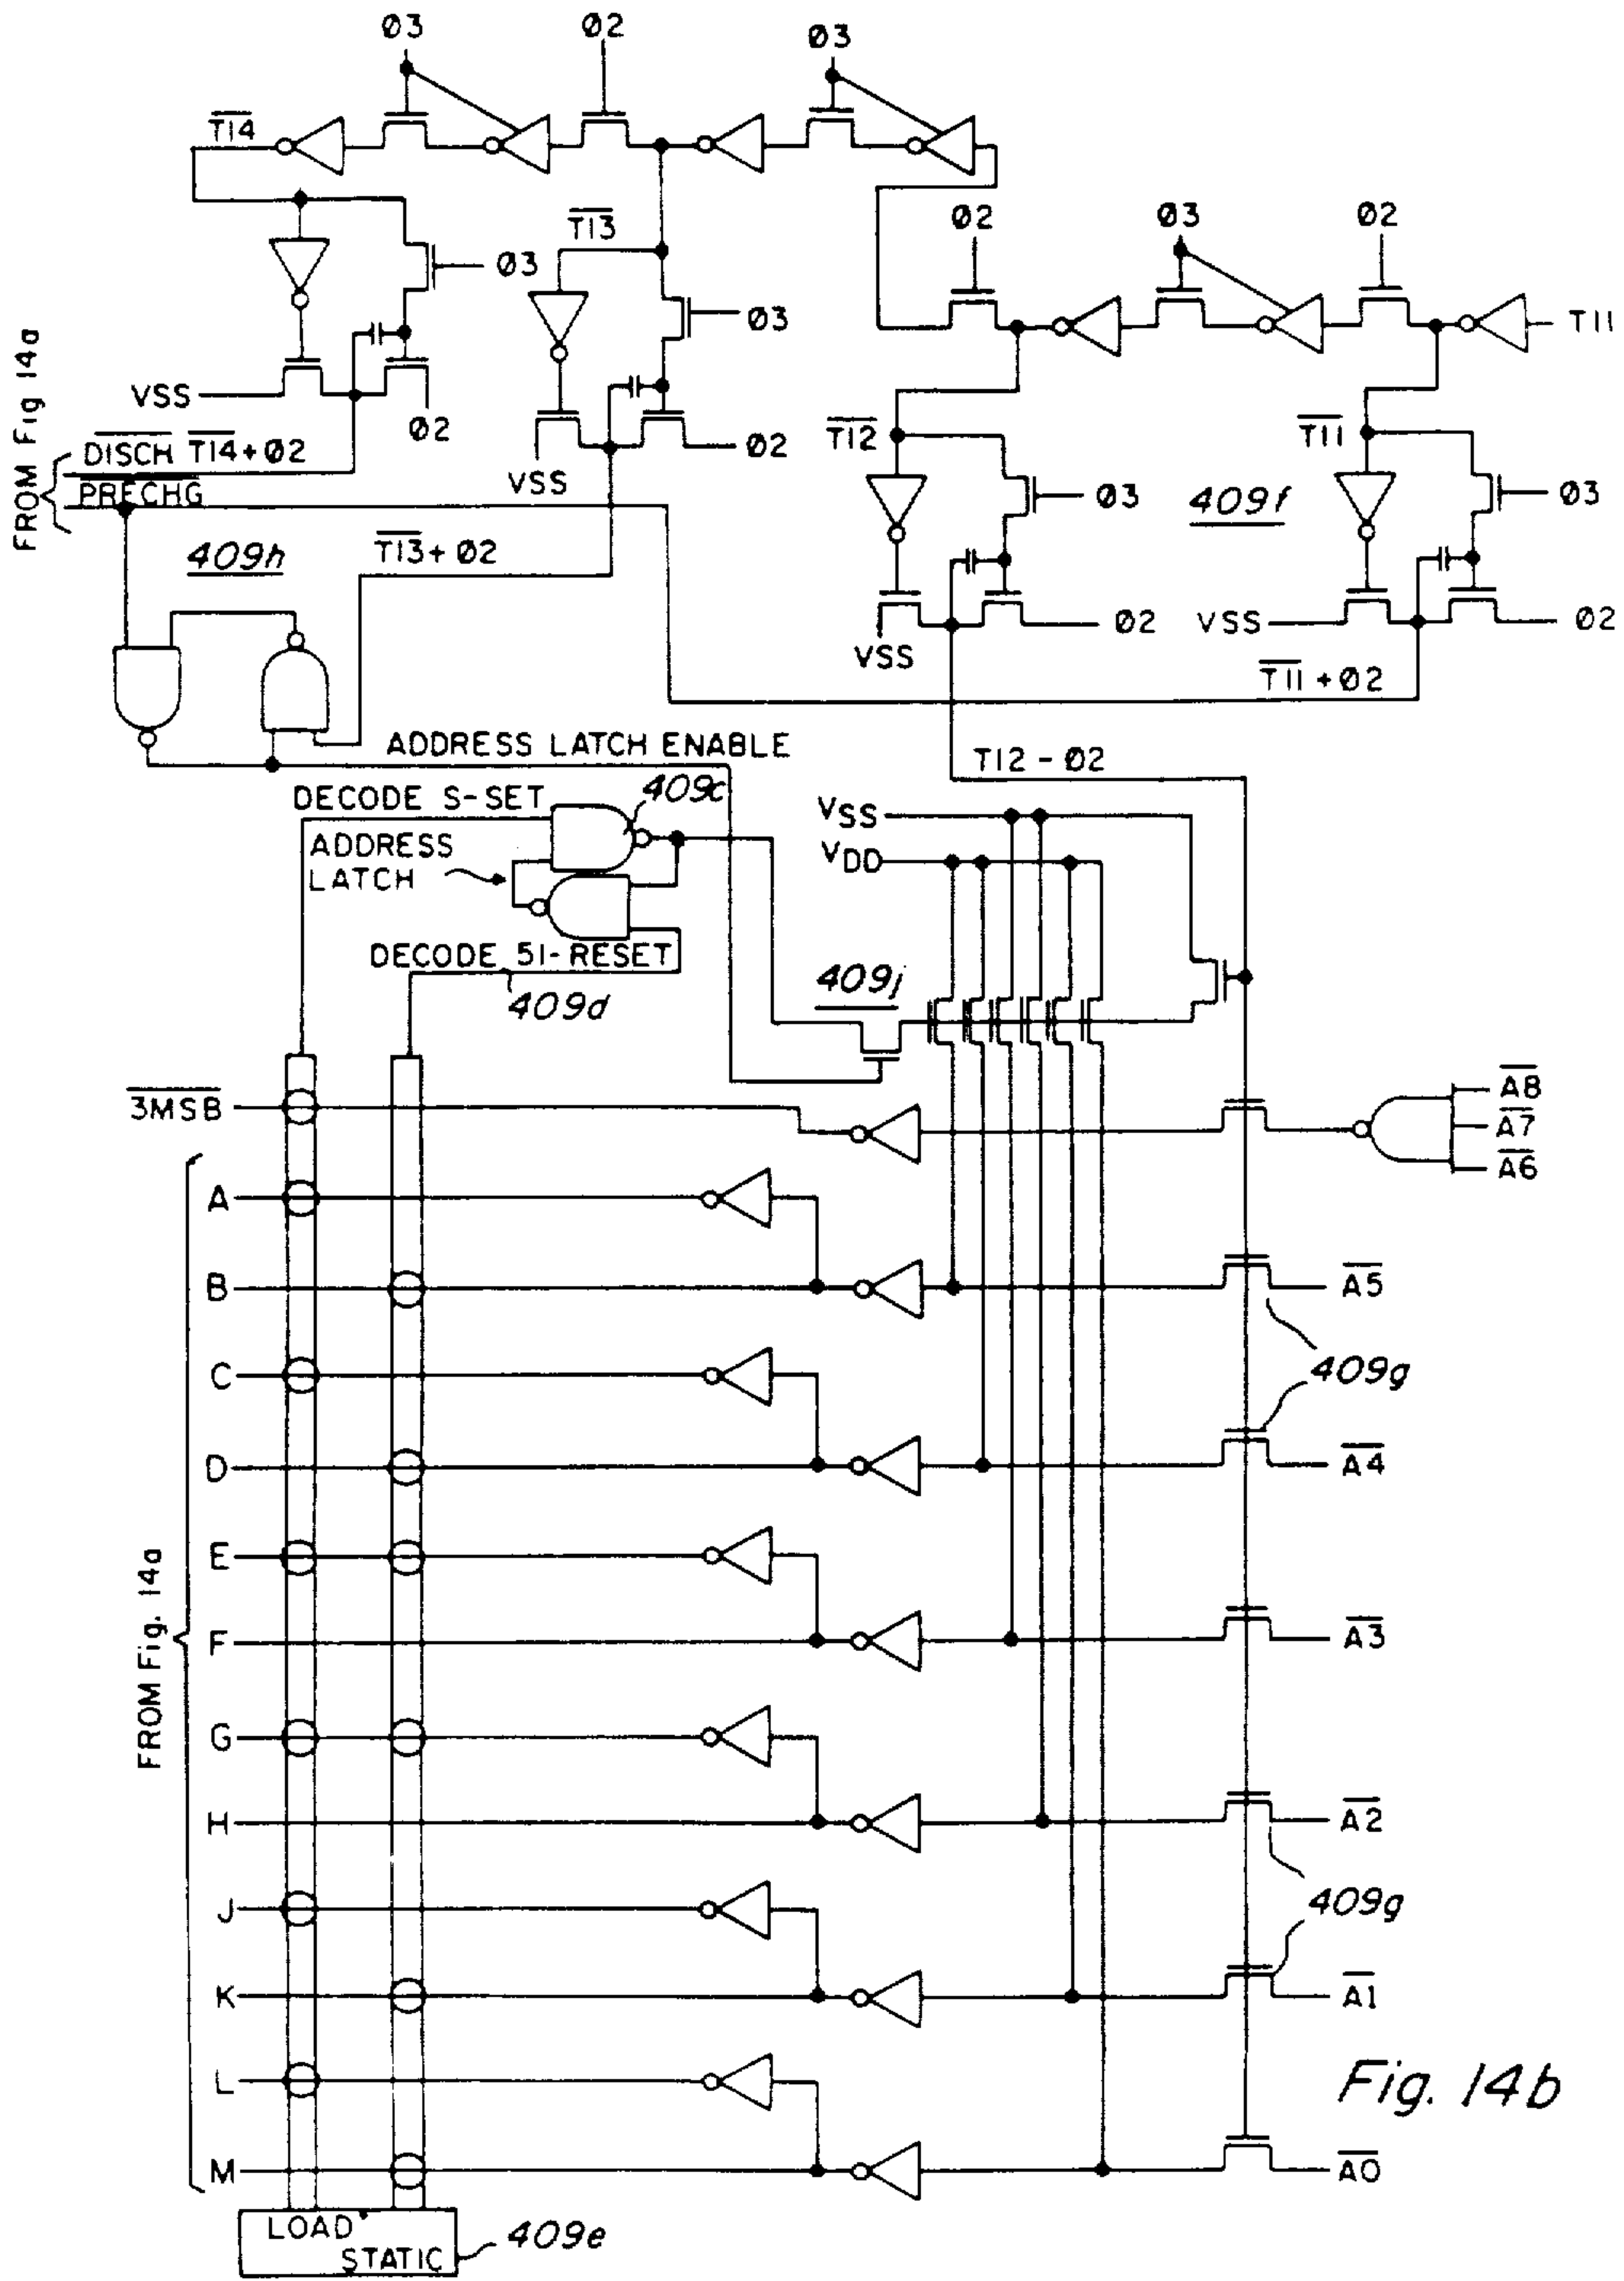 Ø3 Ø2 Ø3
T14
T13
Ø3
Ø3
Ø2 Ø3 Ø2
T11
FROM Fig 14a
VSS
Ø2
DISCH T14+Ø2
PRECHG
VSS
Ø2
T12
T11
Ø3 409f Ø3
409h
T13+Ø2
Ø2 VSS Ø2
VSS
T11+Ø2
ADDRESS LATCH ENABLE
T12-Ø2
DECODE S-SET
409c
VSS
ADDRESS
LATCH
VDD
DECODE 51-RESET
409d
409j
3MSB
A8
A7
A6
FROM Fig. 14a
A
B A5
409g
C
D A4
E
F A3
G
H A2
409g
J
K A1
L
M A0
LOAD
STATIC
409e
Fig. 14b